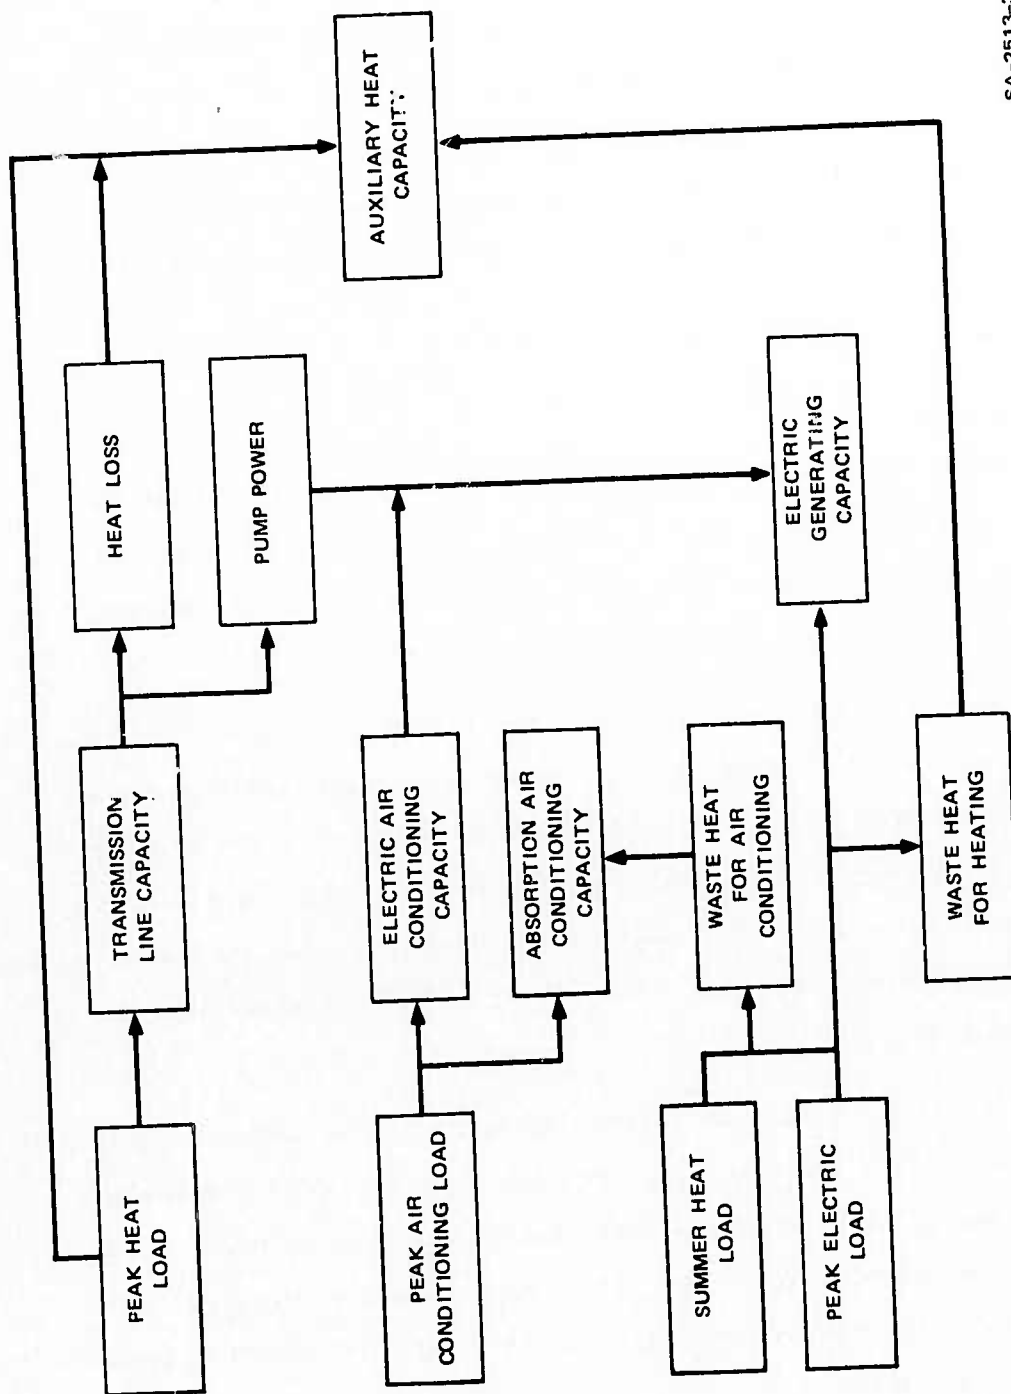 PEAK HEAT
LOAD
TRANSMISSION
LINE CAPACITY
HEAT LOSS
PUMP POWER
AUXILIARY HEAT
CAPACITY
PEAK AIR
CONDITIONING LOAD
ELECTRIC AIR
CONDITIONING
CAPACITY
ABSORPTION AIR
CONDITIONING
CAPACITY
SUMMER HEAT
LOAD
PEAK ELECTRIC
LOAD
WASTE HEAT
FOR AIR
CONDITIONING
ELECTRIC
GENERATING
CAPACITY
WASTE HEAT
FOR HEATING